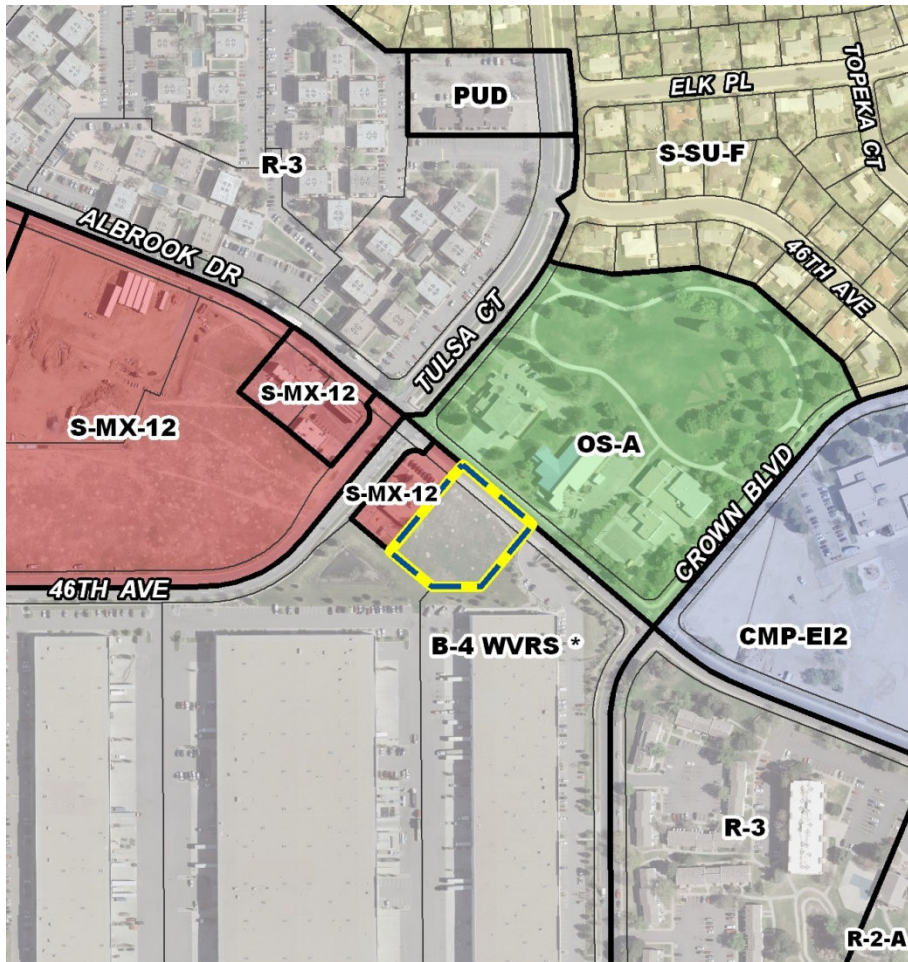 PUD
ELK PL
TOPEKA CT
S-SU-F
R-3
ALBROOK DR
46TH AVE
TULSA CT
S-MX-12
S-MX-12
OS-A
S-MX-12
CROWN BLVD
46TH AVE
B-4 WVRS *
CMP-EI2
R-3
R-2-A